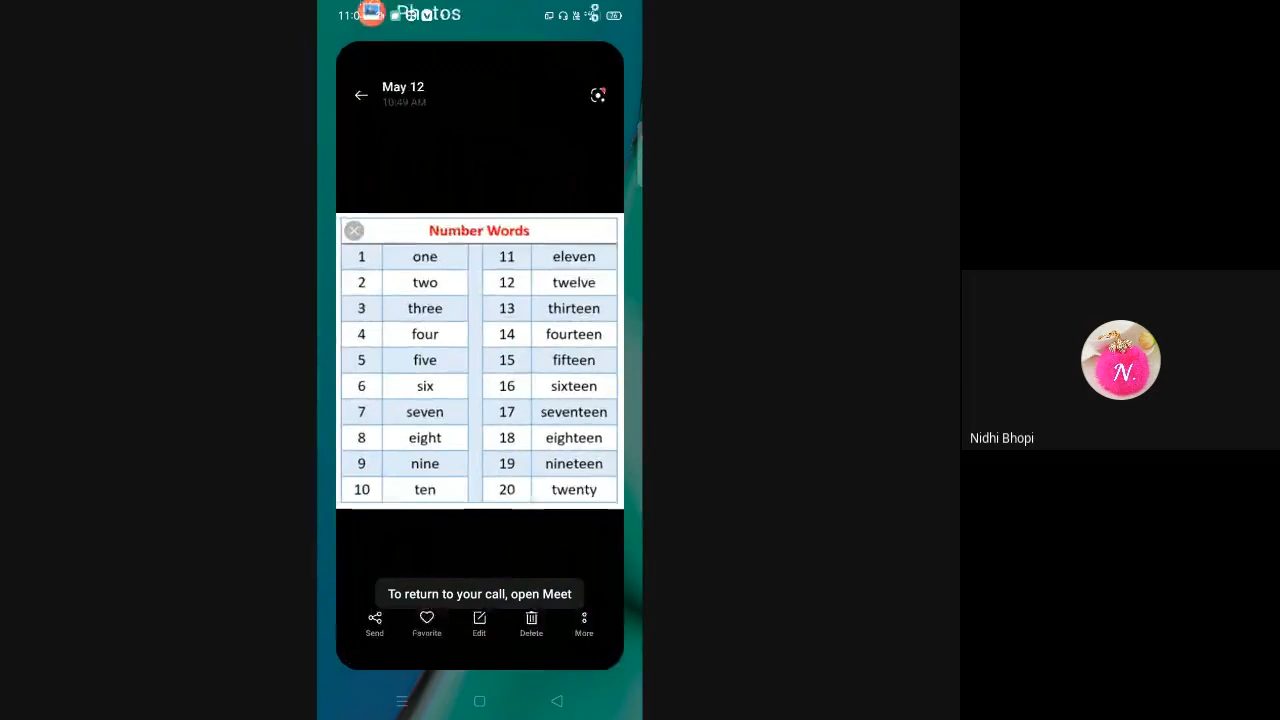 Photos
May 12
10:49 AM
Number Words
1 one 11 eleven
2 two 12 twelve
3 three 13 thirteen
4 four 14 fourteen
5 five 15 fifteen
6 six 16 sixteen
7 seven 17 seventeen
8 eight 18 eighteen
9 nine 19 nineteen
10 ten 20 twenty
To return to your call, open Meet
Send Favorite Edit Delete More
N.
Nidhi Bhopi